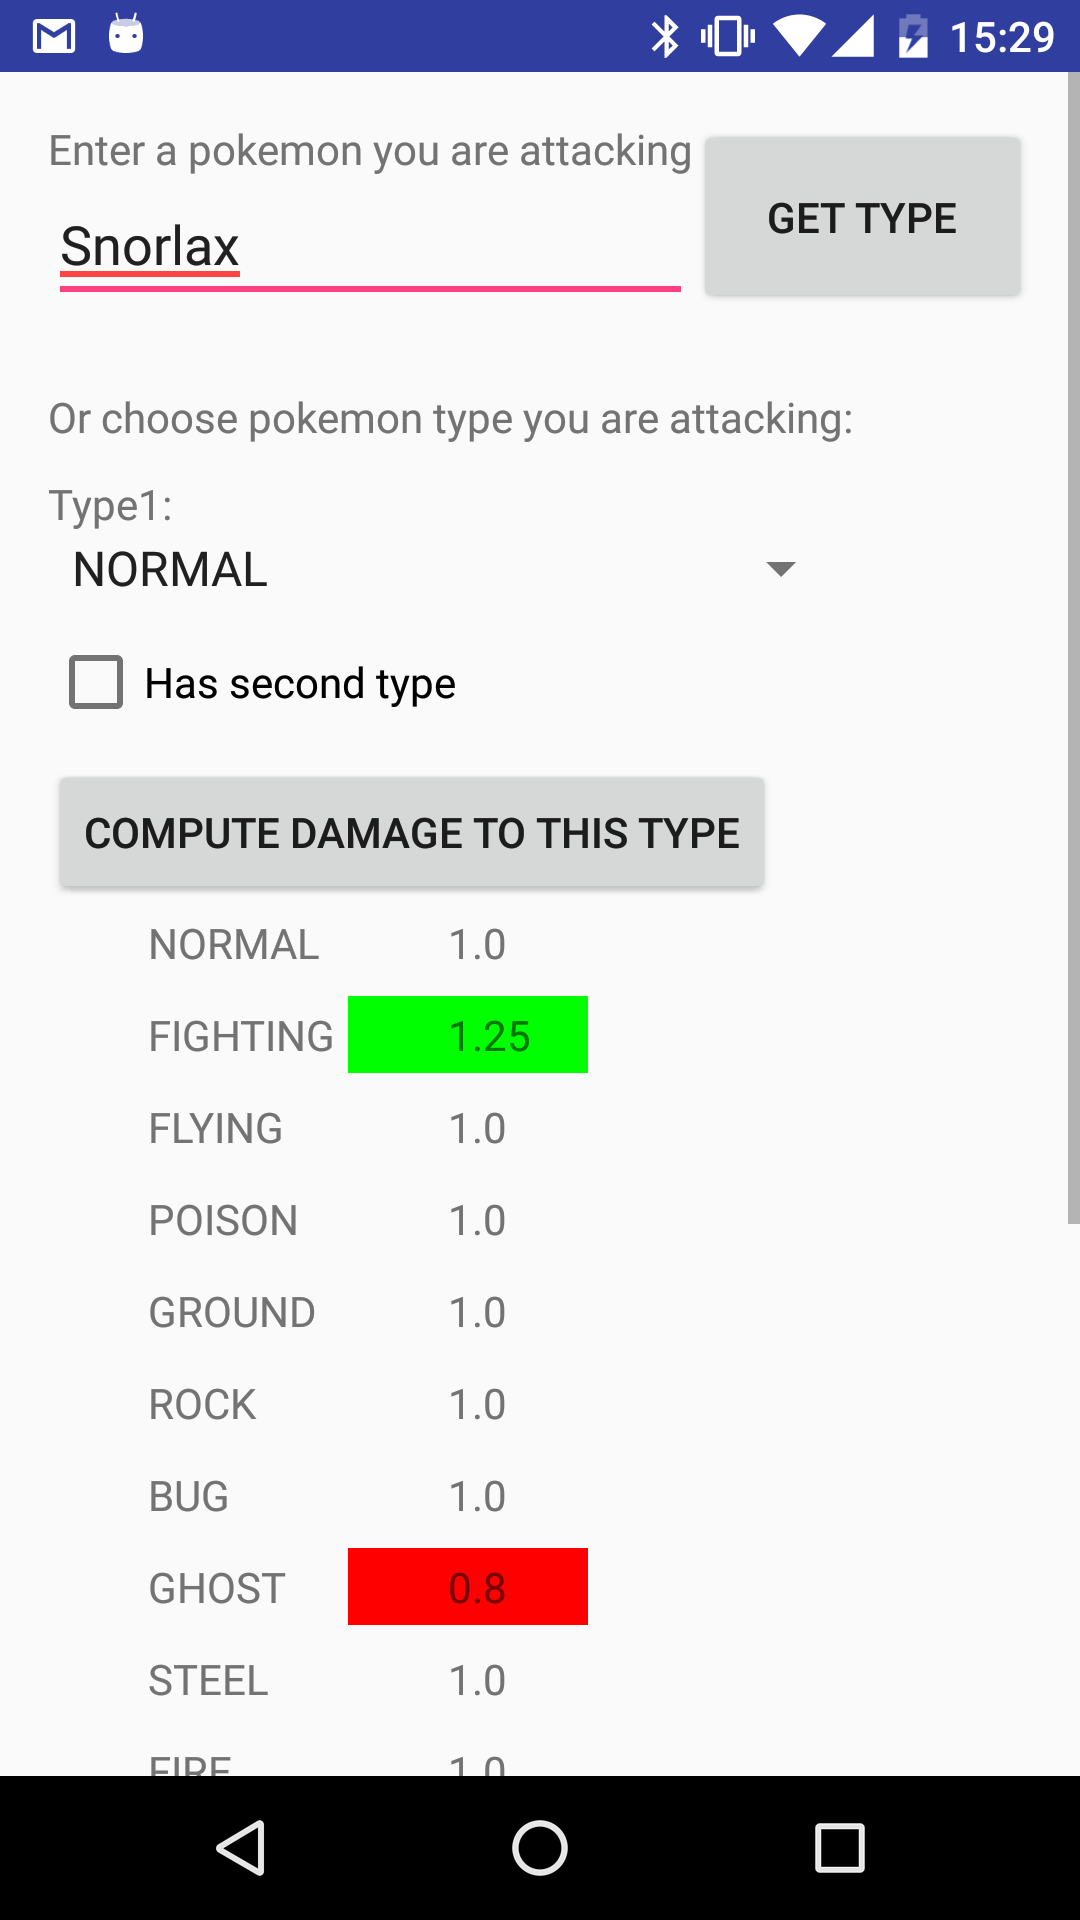 15:29
Enter a pokemon you are attacking
GET TYPE
Snorlax
Or choose pokemon type you are attacking:
Type1:
NORMAL
Has second type
COMPUTE DAMAGE TO THIS TYPE
NORMAL 1.0
FIGHTING 1.25
FLYING 1.0
POISON 1.0
GROUND 1.0
ROCK 1.0
BUG 1.0
GHOST 0.8
STEEL 1.0
FIRE 1.0